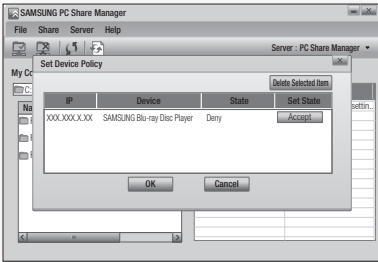 SAMSUNG PC Share Manager
File Share Server Help
Server : PC Share Manager
Set Device Policy
My Co
Delete Selected Item
C:
IP Device State Set State
Na
settin..
XXX.XXX.X.XX SAMSUNG Blu-ray Disc Player Deny Accept
OK Cancel